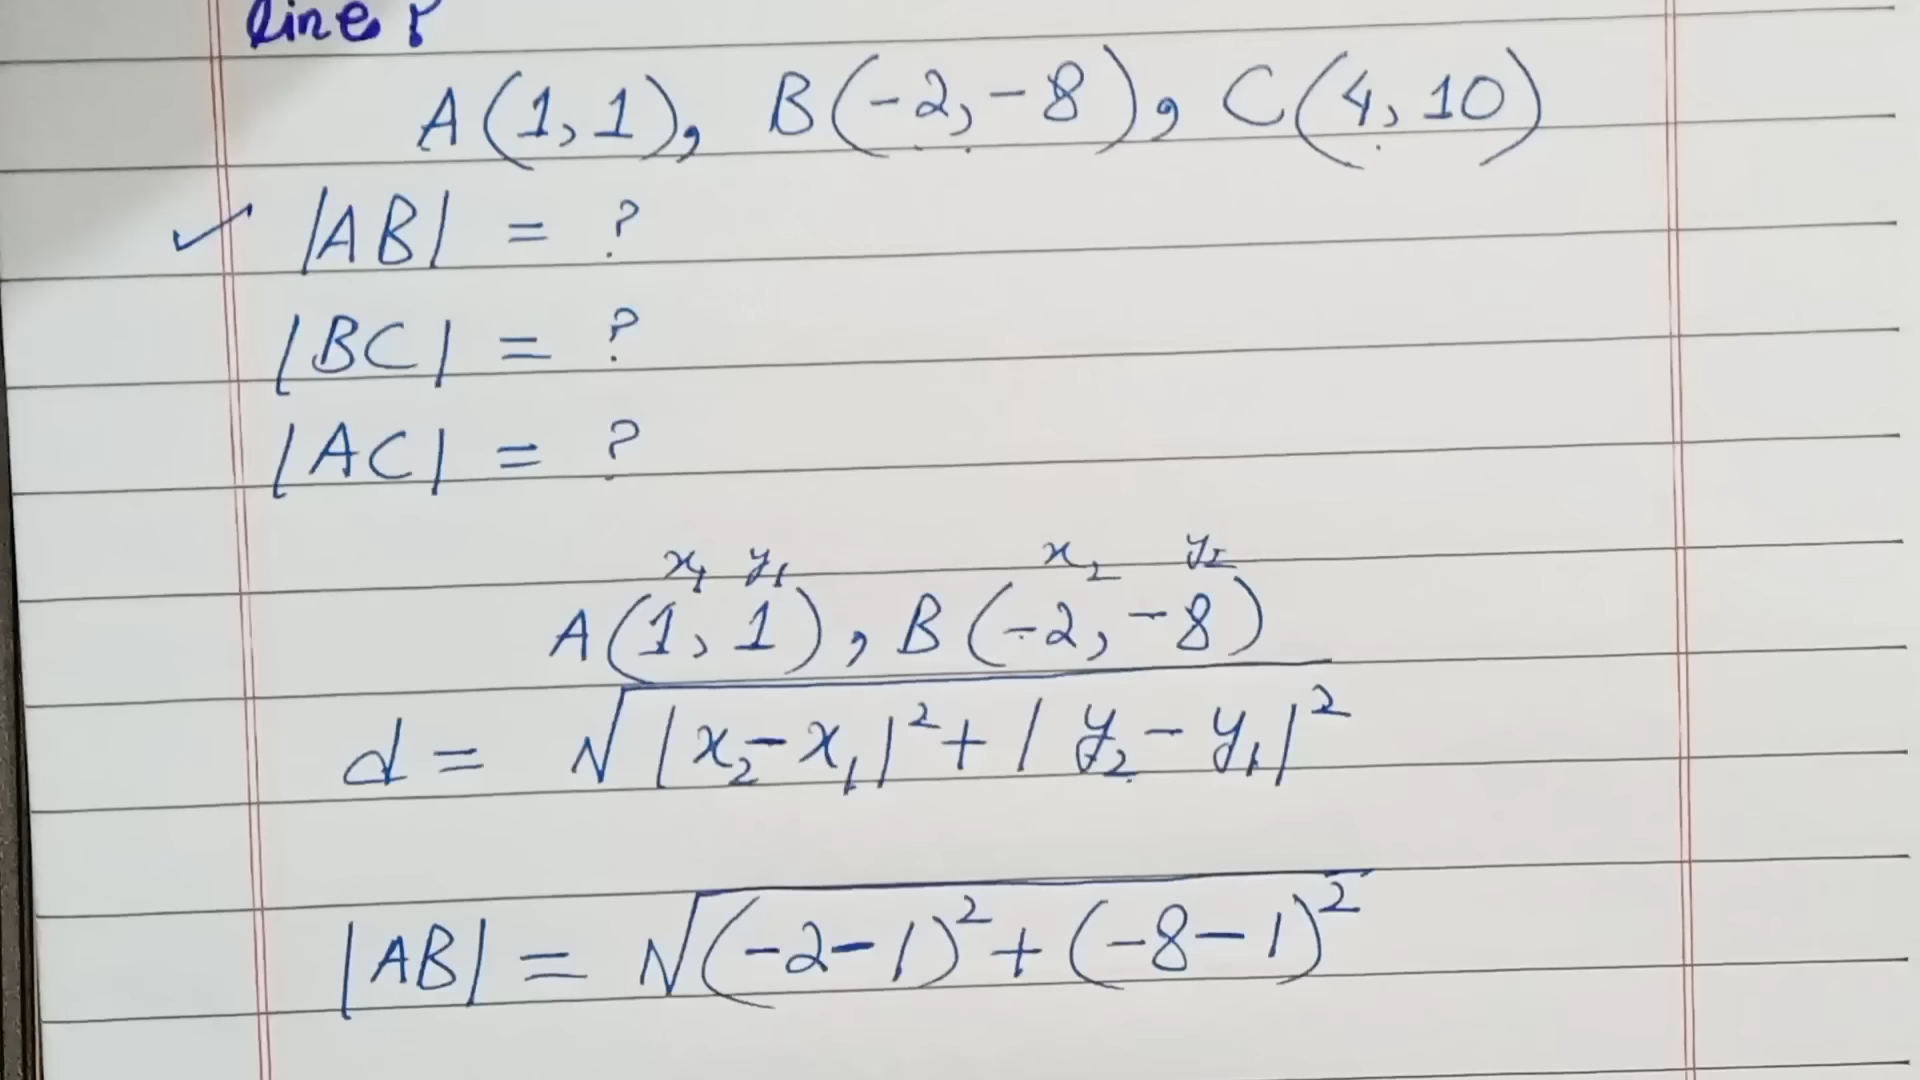 line?
A(1,1), B(-2,-8), C(4,10)
✓ |AB| = ?
|BC| = ?
|AC| = ?
x₁ y₁ x₂ y₂
A(1,1), B(-2,-8)
d = √|x₂-x₁|²+|y₂-y₁|²
|AB| = √(-2-1)²+(-8-1)²